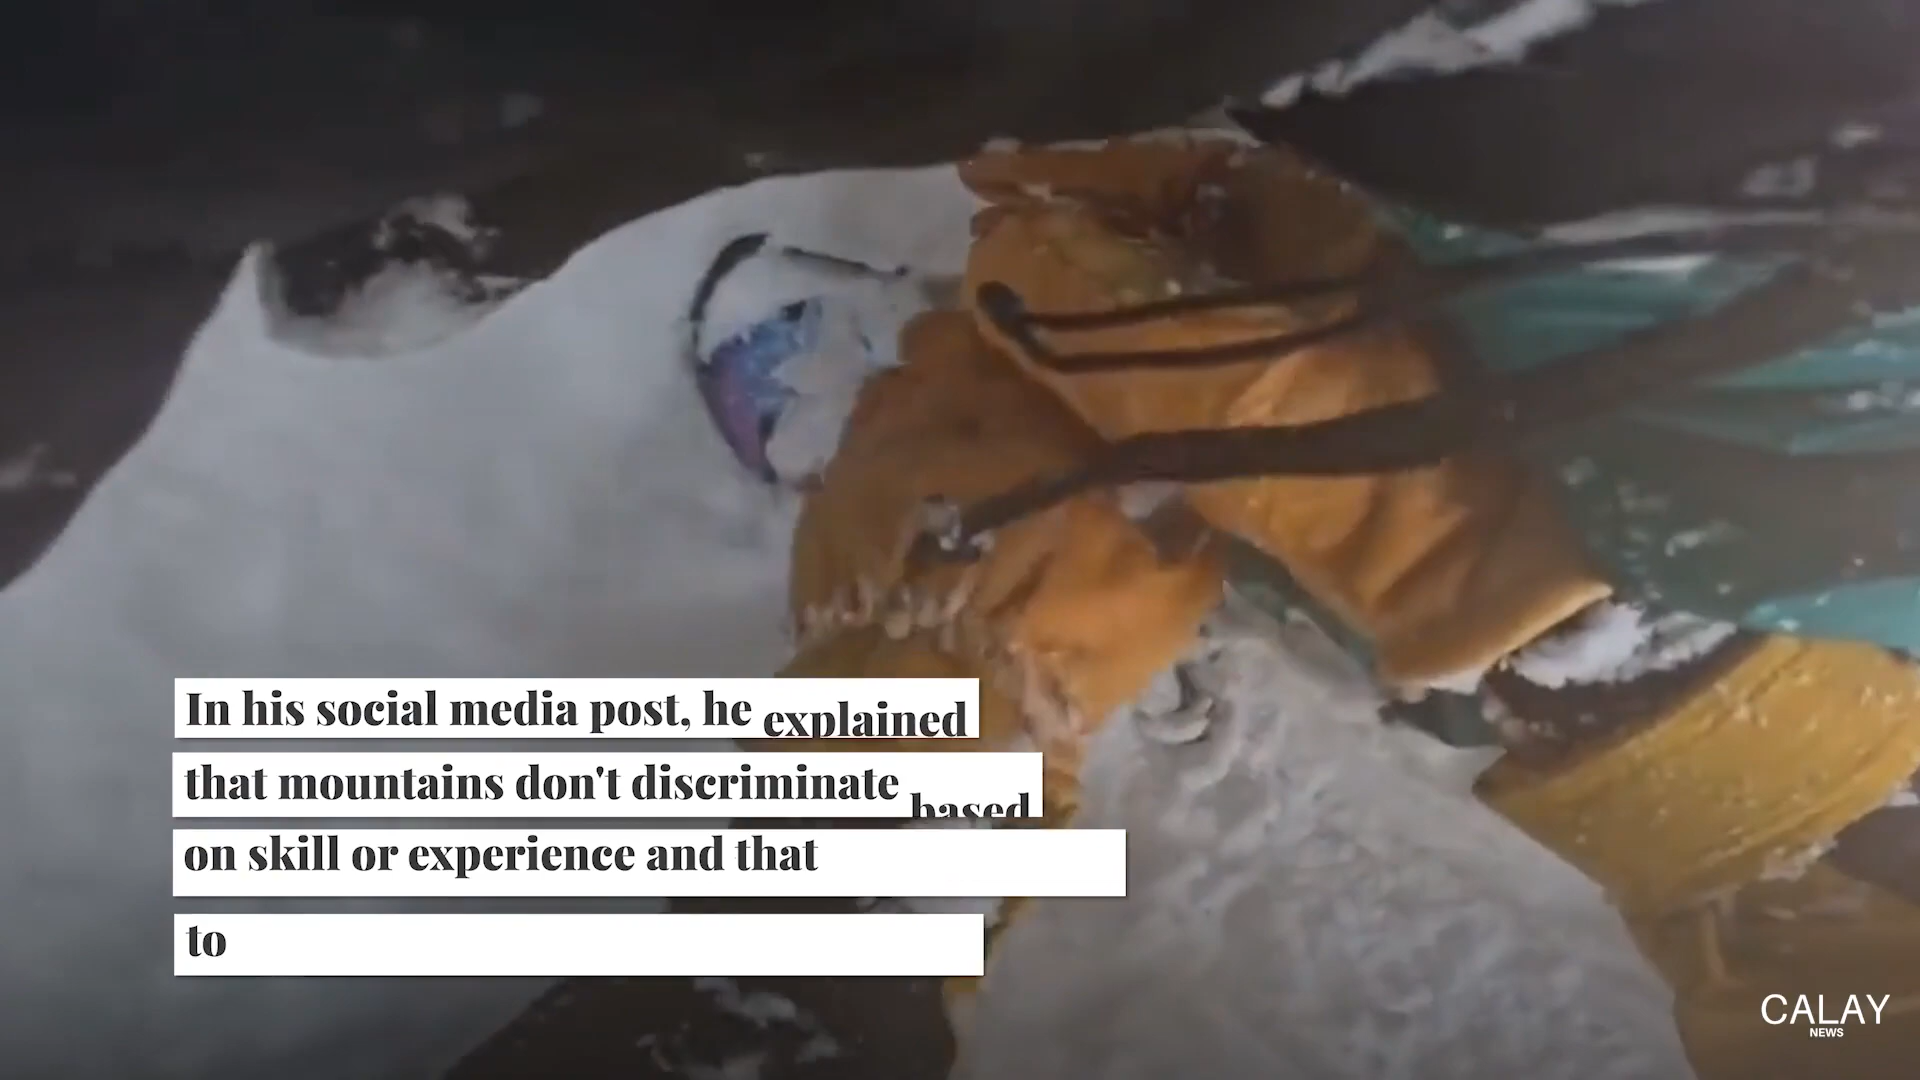 In his social media post, he explained
that mountains don't discriminate based
on skill or experience and that
to
CALAY
NEWS